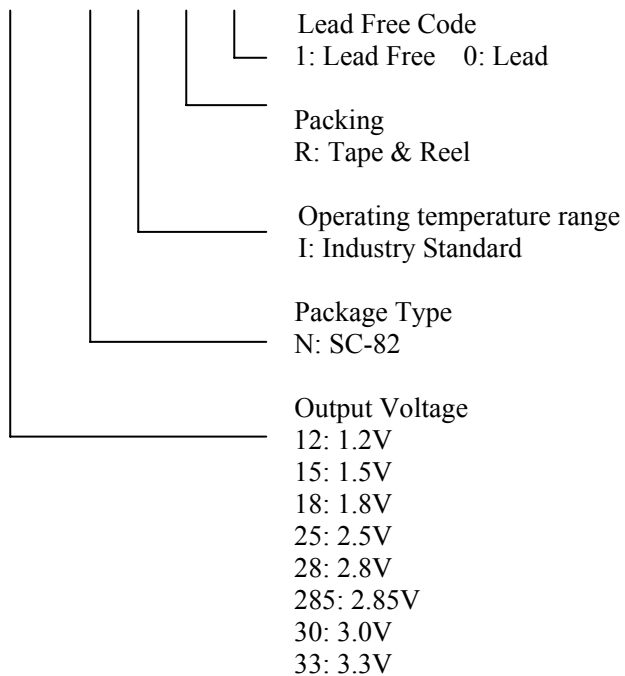 Lead Free Code
1: Lead Free 0: Lead
Packing
R: Tape & Reel
Operating temperature range
I: Industry Standard
Package Type
N: SC-82
Output Voltage
12: 1.2V
15: 1.5V
18: 1.8V
25: 2.5V
28: 2.8V
285: 2.85V
30: 3.0V
33: 3.3V